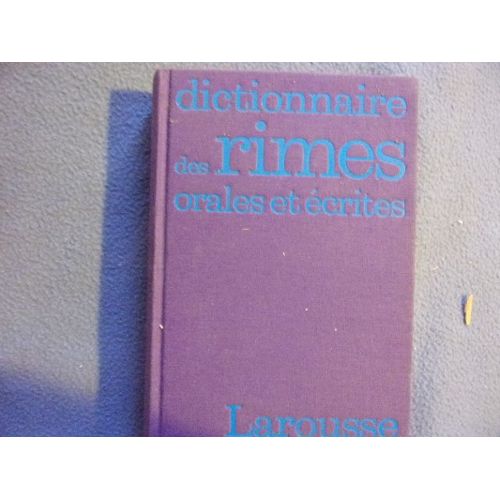 dictionnaire
des rimes
orales et écrites
Larousse